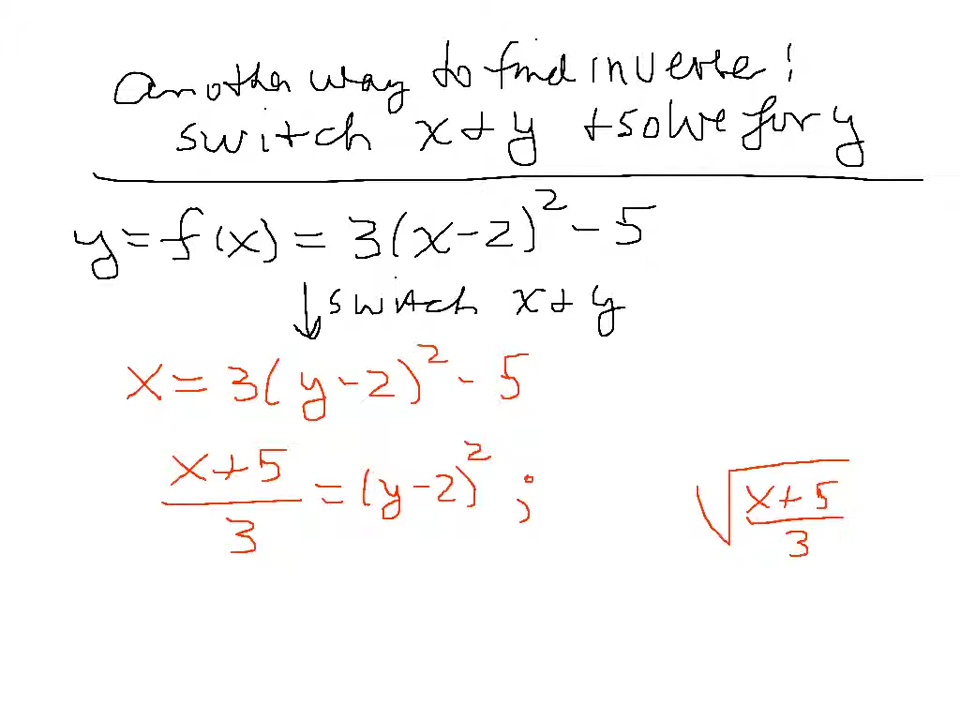 another way to find inverse:
switch x + y + solve for y
y = f(x) = 3(x-2)² - 5
↓ switch x + y
x = 3(y-2)² - 5
(x+5)/3 = (y-2)² ; √((x+5)/3)